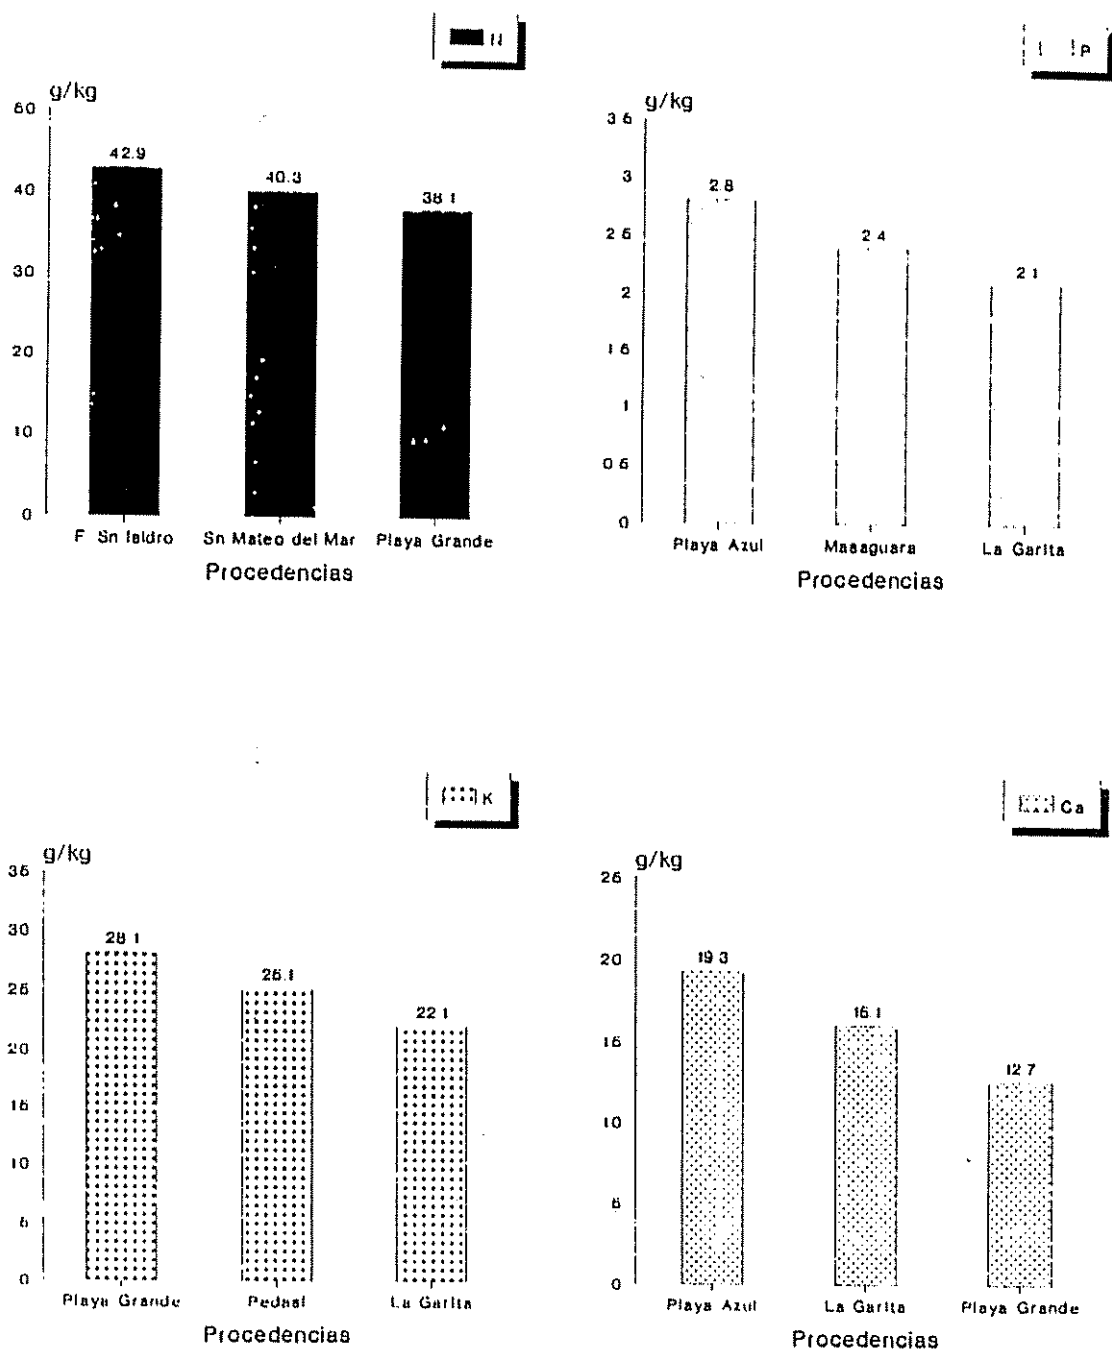 N
g/kg
50
40
30
20
10
0
42.9
40.3
38.1
F Sn Isidro
Sn Mateo del Mar
Playa Grande
Procedencias
P
g/kg
3.5
3
2.5
2
1.5
1
0.5
0
2.8
2.4
2.1
Playa Azul
Masaguara
La Garita
Procedencias
K
g/kg
35
30
25
20
15
10
5
0
28.1
25.1
22.1
Playa Grande
Pedasí
La Garita
Procedencias
Ca
g/kg
25
20
15
10
5
0
19.3
16.1
12.7
Playa Azul
La Garita
Playa Grande
Procedencias